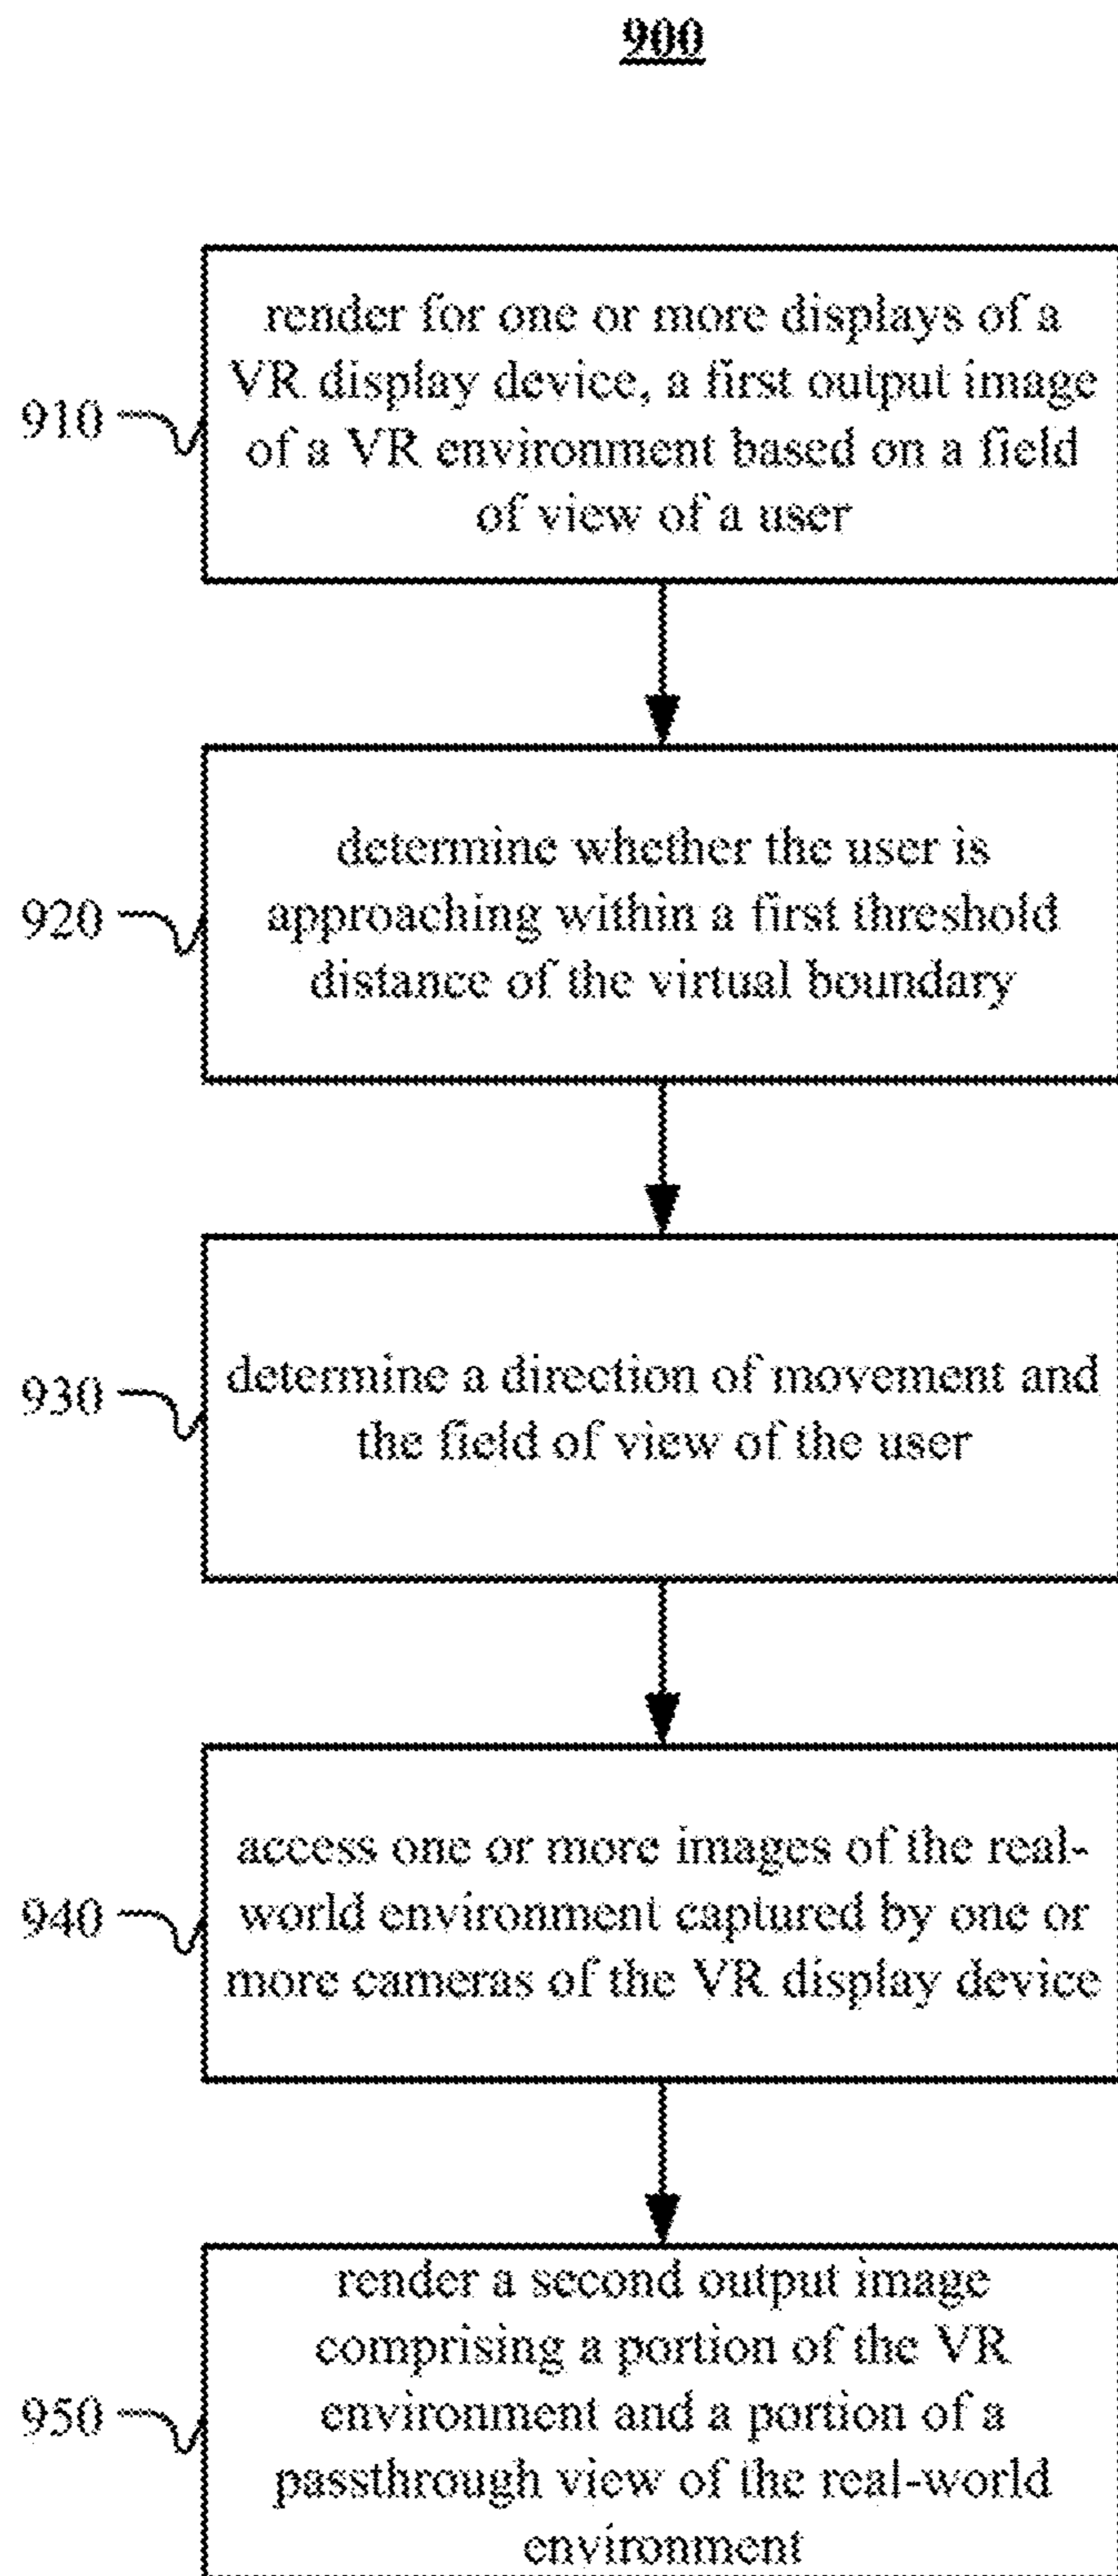 900
910
render for one or more displays of a
VR display device, a first output image
of a VR environment based on a field
of view of a user
920
determine whether the user is
approaching within a first threshold
distance of the virtual boundary
930
determine a direction of movement and
the field of view of the user
940
access one or more images of the real-
world environment captured by one or
more cameras of the VR display device
950
render a second output image
comprising a portion of the VR
environment and a portion of a
passthrough view of the real-world
environment